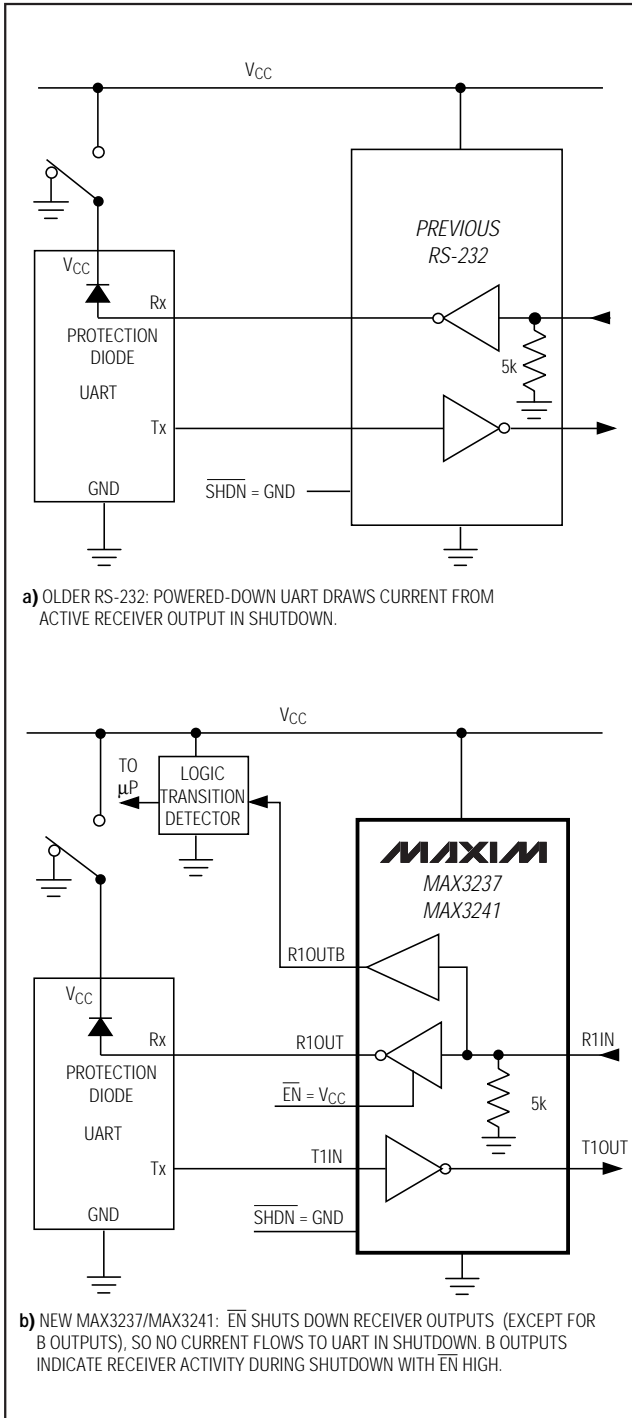 VCC
PREVIOUS
RS-232
VCC
Rx
PROTECTION
DIODE
5k
UART
Tx
SHDN = GND
GND
a) OLDER RS-232: POWERED-DOWN UART DRAWS CURRENT FROM
ACTIVE RECEIVER OUTPUT IN SHUTDOWN.
VCC
TO
µP
LOGIC
TRANSITION
DETECTOR
MAXIM
MAX3237
MAX3241
R1OUTB
VCC
Rx
R1OUT
R1IN
PROTECTION
DIODE
EN = VCC
5k
UART
Tx
T1IN
T1OUT
GND
SHDN = GND
b) NEW MAX3237/MAX3241: EN SHUTS DOWN RECEIVER OUTPUTS (EXCEPT FOR
B OUTPUTS), SO NO CURRENT FLOWS TO UART IN SHUTDOWN. B OUTPUTS
INDICATE RECEIVER ACTIVITY DURING SHUTDOWN WITH EN HIGH.